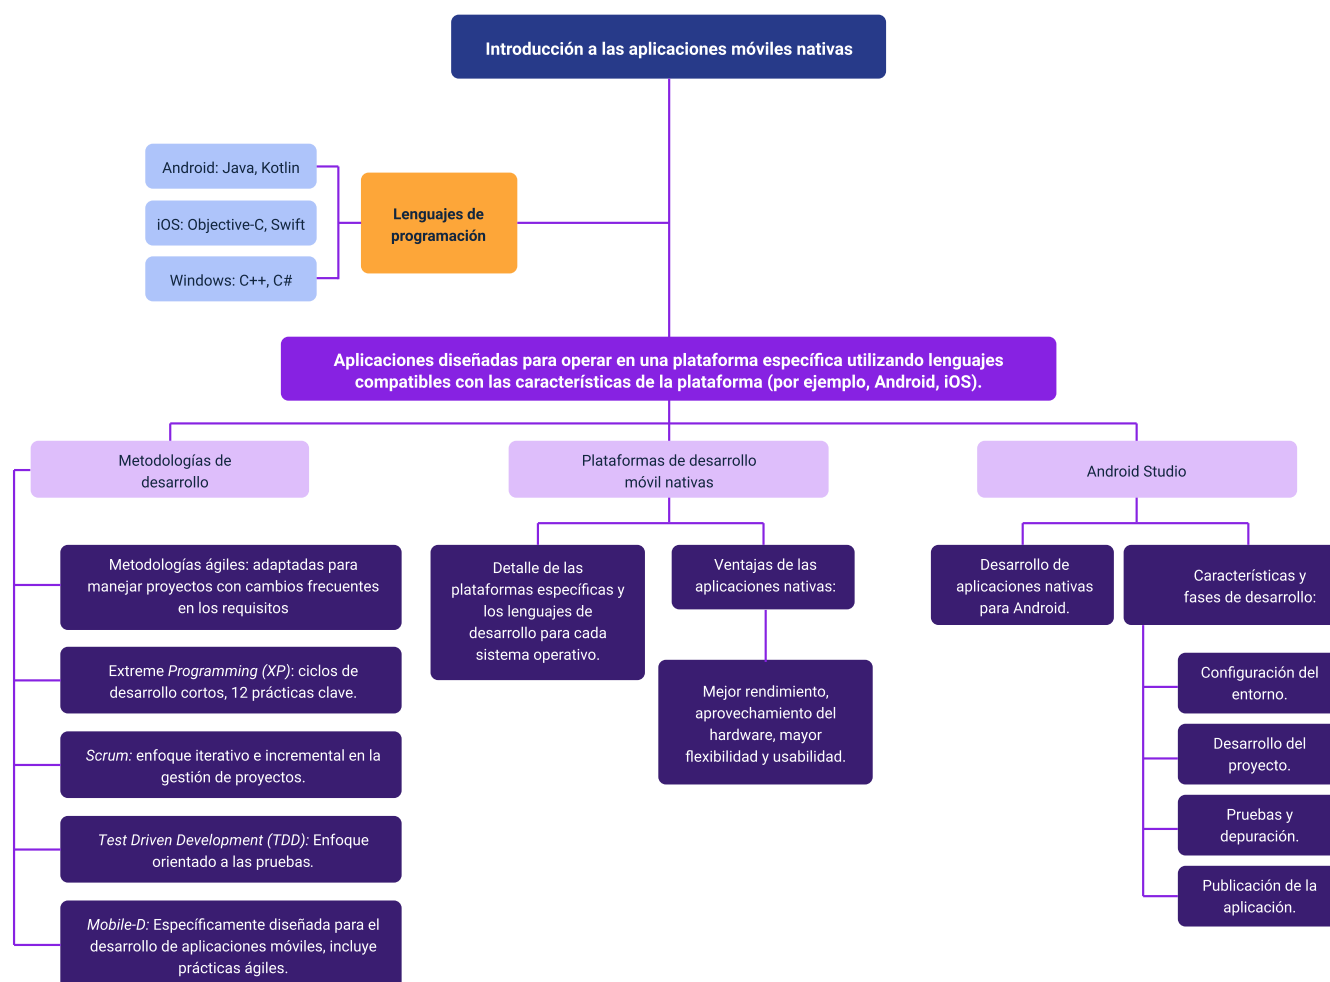 Introducción a las aplicaciones móviles nativas
Android: Java, Kotlin
iOS: Objective-C, Swift
Windows: C++, C#
Lenguajes de
programación
Aplicaciones diseñadas para operar en una plataforma específica utilizando lenguajes
compatibles con las características de la plataforma (por ejemplo, Android, iOS).
Metodologías de
desarrollo
Metodologías ágiles: adaptadas para
manejar proyectos con cambios frecuentes
en los requisitos
Extreme Programming (XP): ciclos de
desarrollo cortos, 12 prácticas clave.
Scrum: enfoque iterativo e incremental en la
gestión de proyectos.
Test Driven Development (TDD): Enfoque
orientado a las pruebas.
Mobile-D: Específicamente diseñada para el
desarrollo de aplicaciones móviles, incluye
prácticas ágiles.
Plataformas de desarrollo
móvil nativas
Detalle de las
plataformas específicas y
los lenguajes de
desarrollo para cada
sistema operativo.
Ventajas de las
aplicaciones nativas:
Mejor rendimiento,
aprovechamiento del
hardware, mayor
flexibilidad y usabilidad.
Android Studio
Desarrollo de
aplicaciones nativas
para Android.
Características y
fases de desarrollo:
Configuración del
entorno.
Desarrollo del
proyecto.
Pruebas y
depuración.
Publicación de la
aplicación.